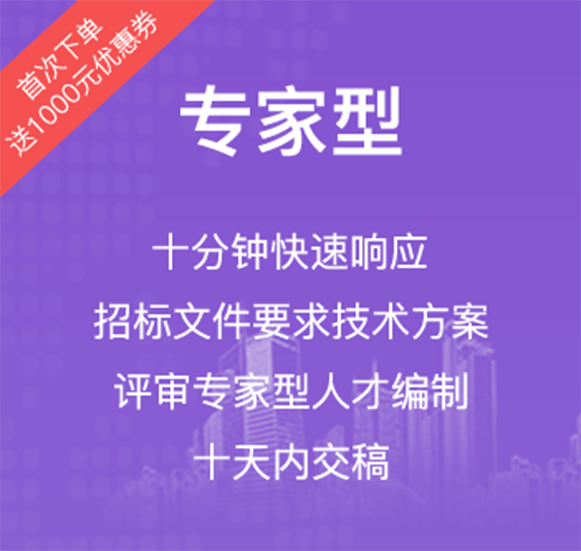 首次下单
送1000元优惠券
专家型
十分钟快速响应
招标文件要求技术方案
评审专家型人才编制
十天内交稿